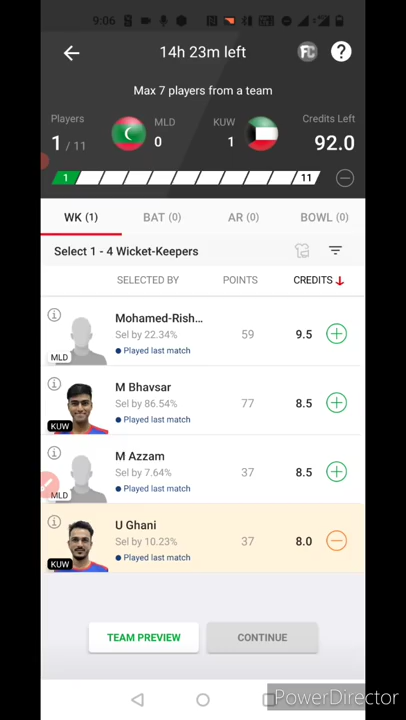 9:06
14h 23m left
FC
?
Max 7 players from a team
Players
MLD
KUW
Credits Left
1 / 11
0
1
92.0
1
11
WK (1)
BAT (0)
AR (0)
BOWL (0)
Select 1 - 4 Wicket-Keepers
SELECTED BY
POINTS
CREDITS
Mohamed-Rish...
Sel by 22.34%
59
9.5
Played last match
MLD
M Bhavsar
Sel by 86.54%
77
8.5
Played last match
KUW
M Azzam
Sel by 7.64%
37
8.5
Played last match
MLD
U Ghani
Sel by 10.23%
37
8.0
Played last match
KUW
TEAM PREVIEW
CONTINUE
PowerDirector